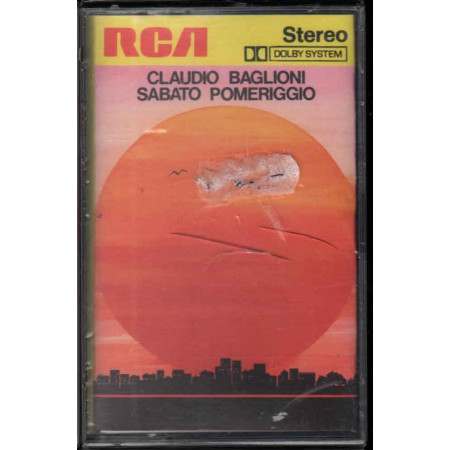 RCA
Stereo
DOLBY SYSTEM
CLAUDIO BAGLIONI
SABATO POMERIGGIO